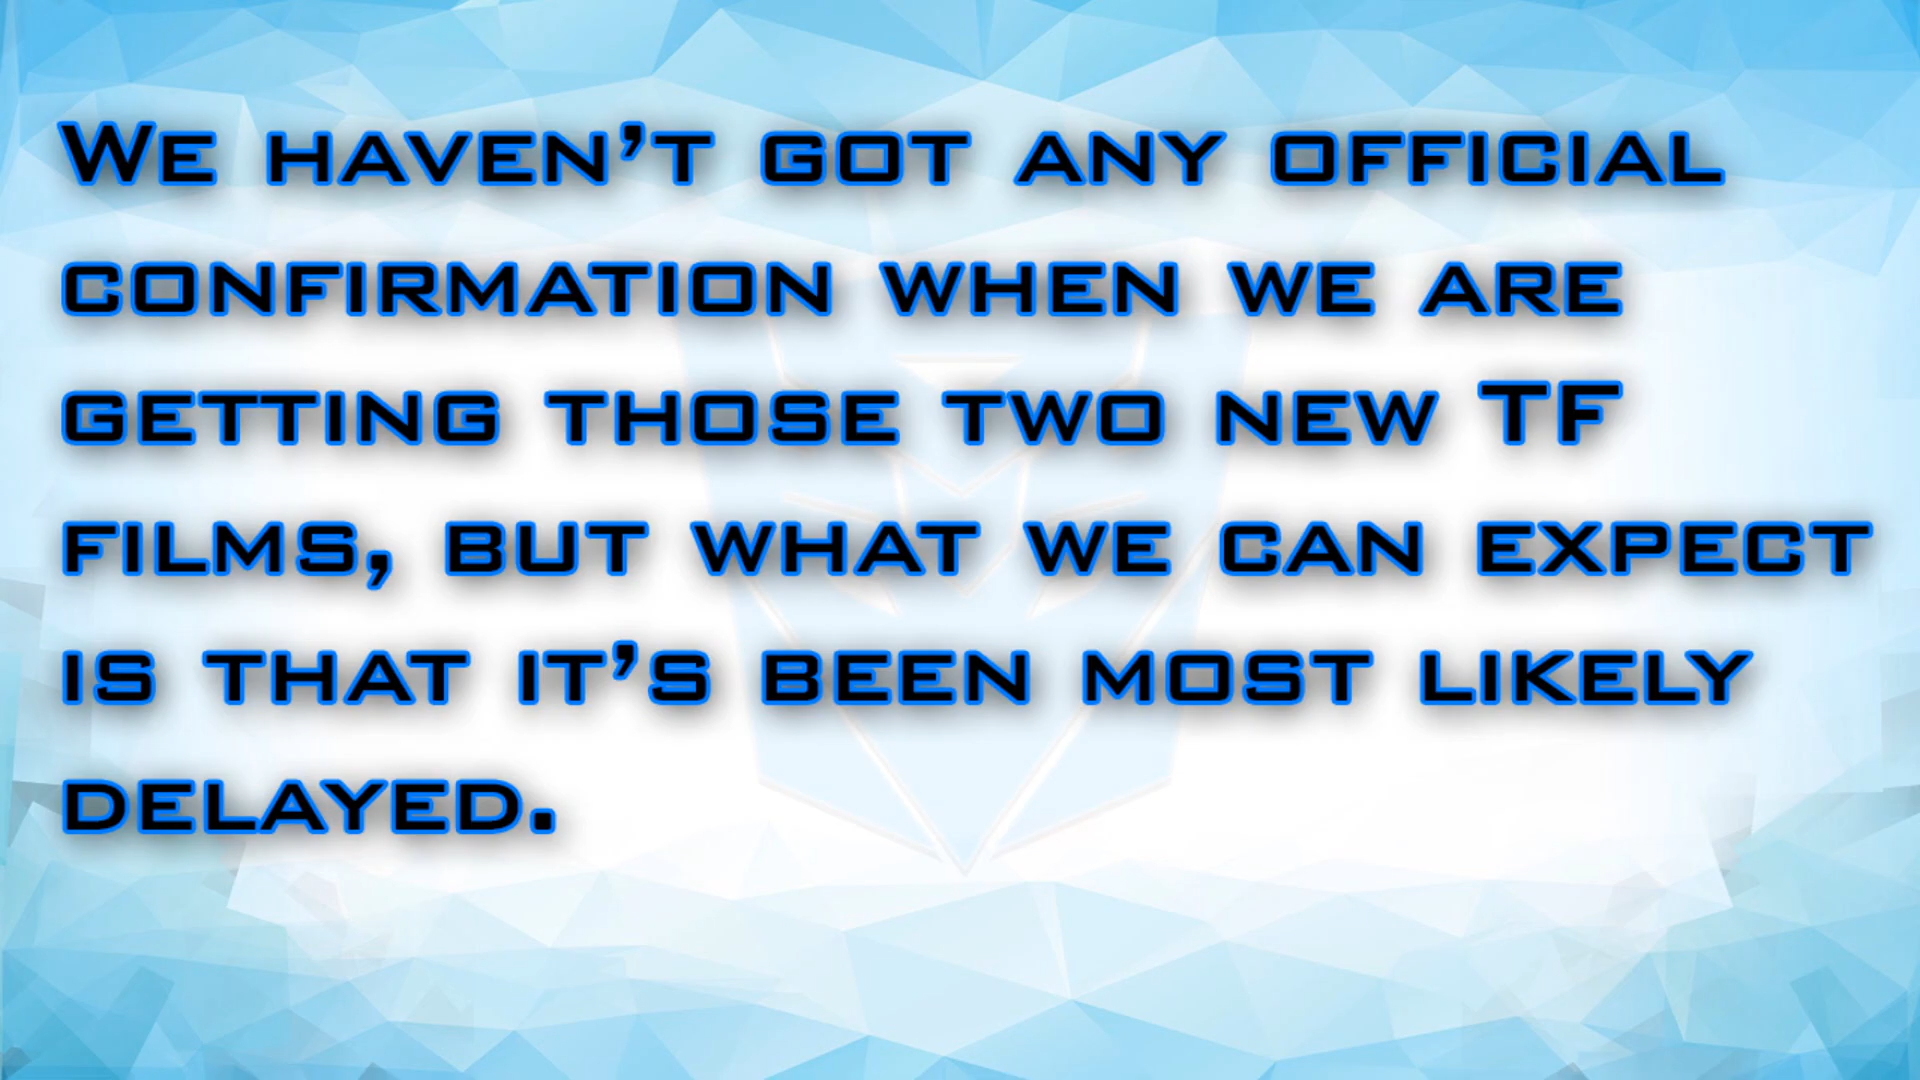 We haven't got any official
confirmation when we are
getting those two new TF
films, but what we can expect
is that it's been most likely
delayed.